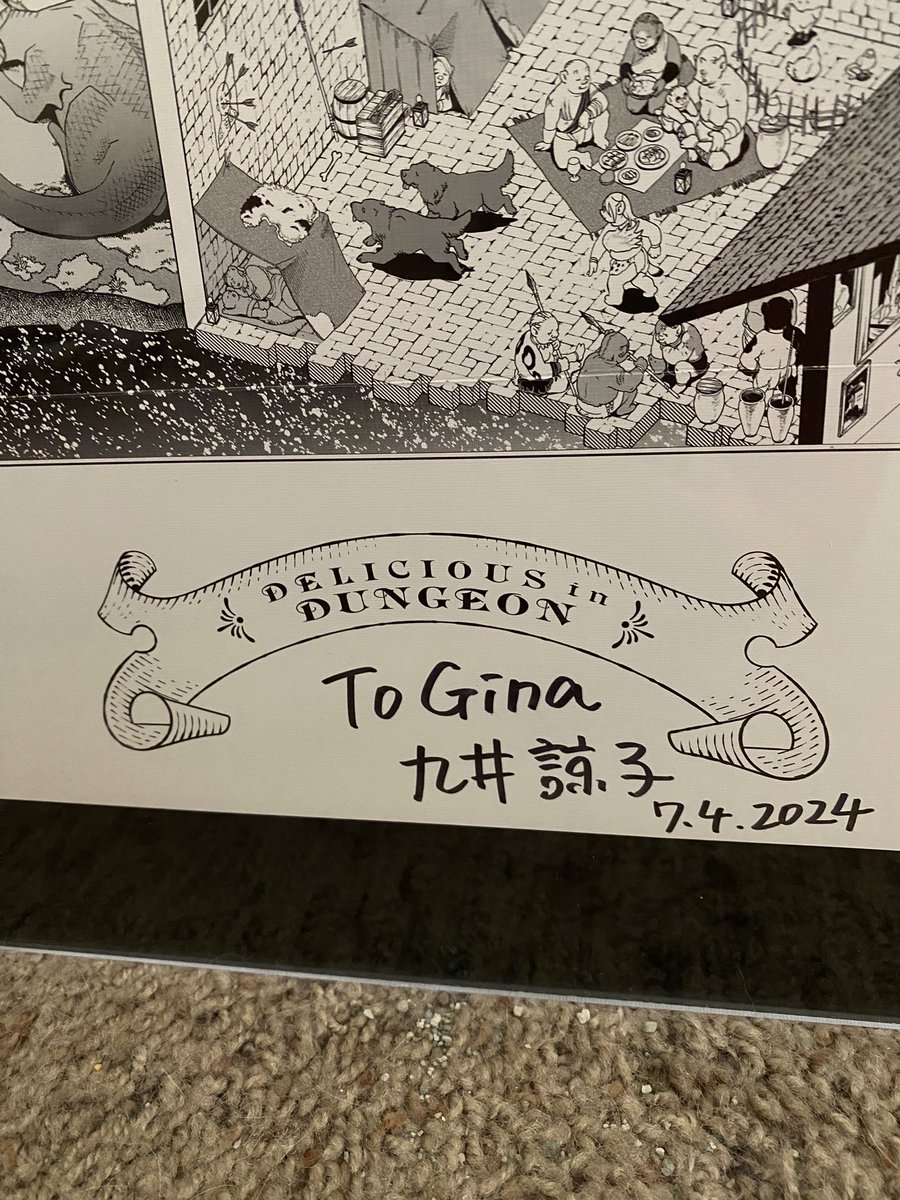 DELICIOUS in
DUNGEON
To Gina
九井諒子
7.4.2024